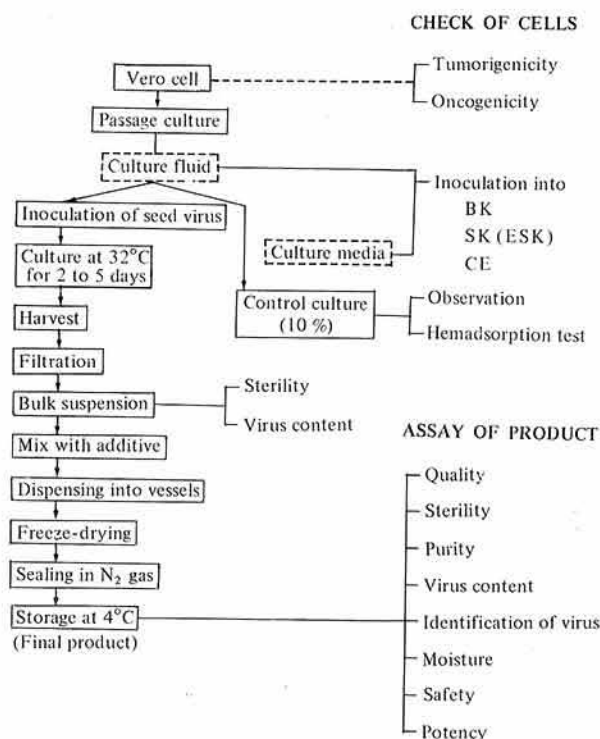 CHECK OF CELLS
Vero cell
Tumorigenicity
Oncogenicity
Passage culture
Culture fluid
Inoculation into
BK
SK (ESK)
CE
Inoculation of seed virus
Culture media
Culture at 32°C
for 2 to 5 days
Control culture
(10 %)
Observation
Hemadsorption test
Harvest
Filtration
Bulk suspension
Sterility
Virus content
Mix with additive
Dispensing into vessels
Freeze-drying
Sealing in N₂ gas
Storage at 4°C
(Final product)
ASSAY OF PRODUCT
Quality
Sterility
Purity
Virus content
Identification of virus
Moisture
Safety
Potency